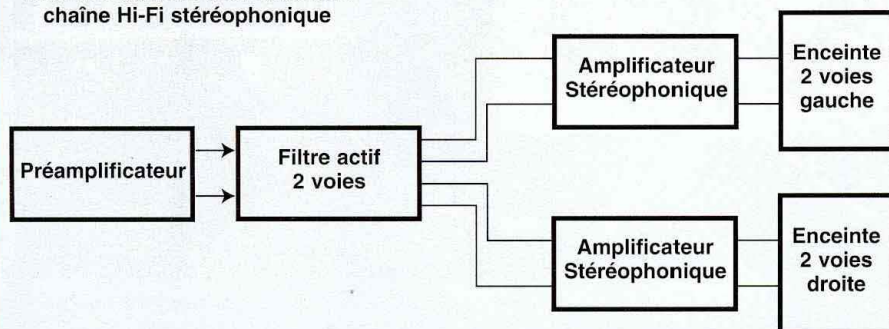 chaîne Hi-Fi stéréophonique
Préamplificateur
Filtre actif
2 voies
Amplificateur
Stéréophonique
Enceinte
2 voies
gauche
Amplificateur
Stéréophonique
Enceinte
2 voies
droite